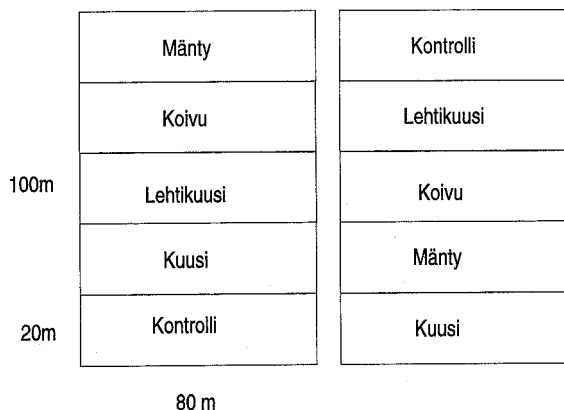 Mänty
Koivu
100m
Lehtikuusi
Kuusi
20m
Kontrolli
80 m
Kontrolli
Lehtikuusi
Koivu
Mänty
Kuusi